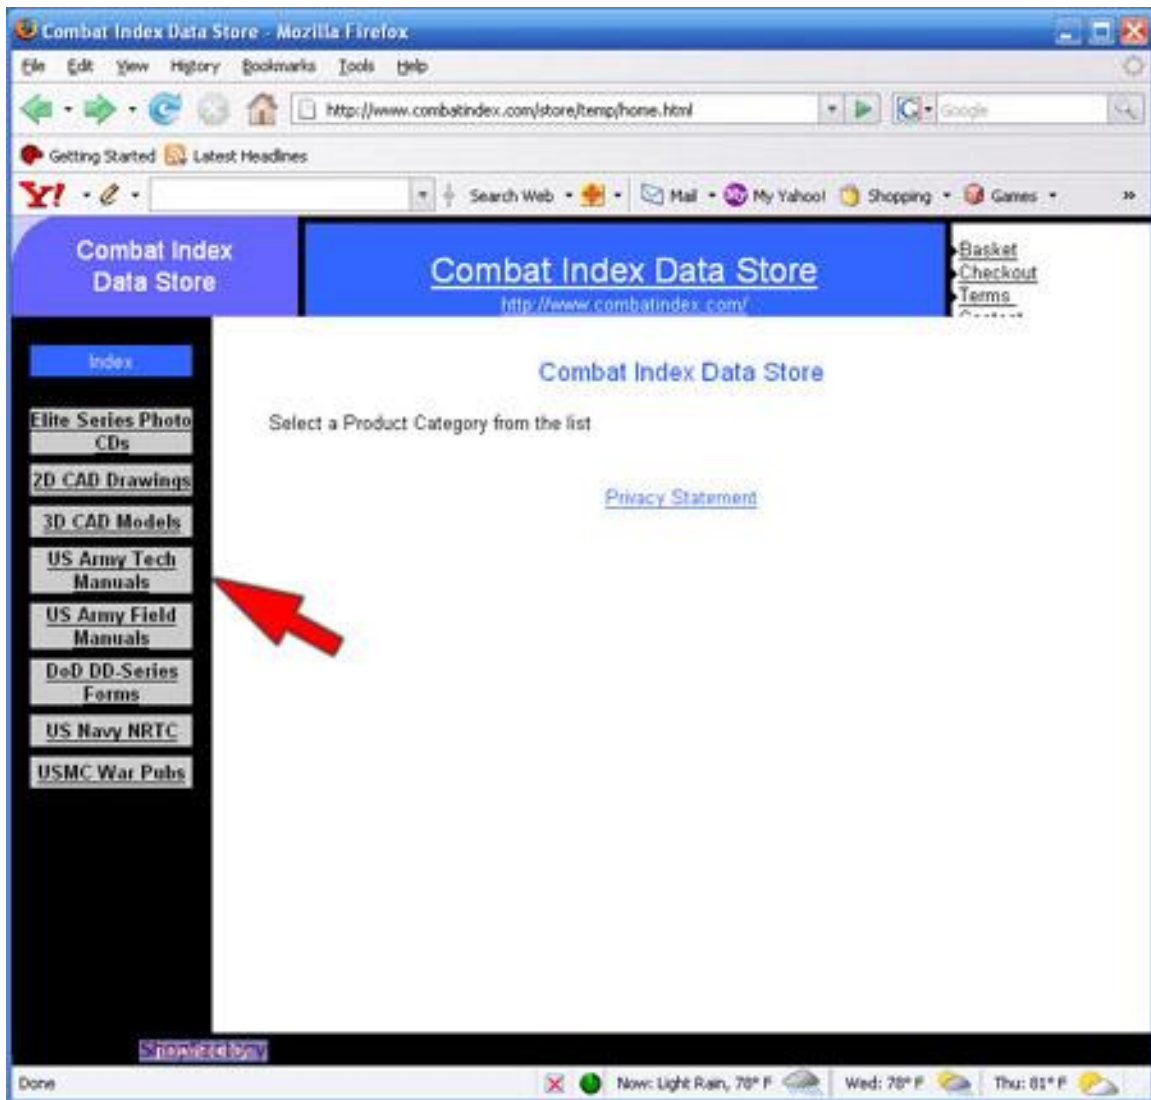 Combat Index Data Store - Mozilla Firefox
File Edit View History Bookmarks Tools Help
http://www.combatindex.com/store/temp/home.html
Google
Getting Started Latest Headlines
Y! Search Web Mail My Yahoo! Shopping Games »
Combat Index
Data Store
Combat Index Data Store
http://www.combatindex.com/
Basket
Checkout
Terms
Index
Elite Series Photo
CDs
2D CAD Drawings
3D CAD Models
US Army Tech
Manuals
US Army Field
Manuals
DoD DD-Series
Forms
US Navy NRTC
USMC War Pubs
Combat Index Data Store
Select a Product Category from the list
Privacy Statement
Done
Now: Light Rain, 78° F Wed: 78° F Thu: 81° F